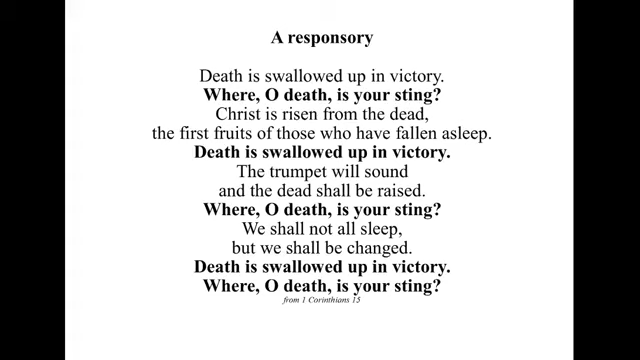 A responsory
Death is swallowed up in victory.
Where, O death, is your sting?
Christ is risen from the dead,
the first fruits of those who have fallen asleep.
Death is swallowed up in victory.
The trumpet will sound
and the dead shall be raised.
Where, O death, is your sting?
We shall not all sleep,
but we shall be changed.
Death is swallowed up in victory.
Where, O death, is your sting?
from 1 Corinthians 15